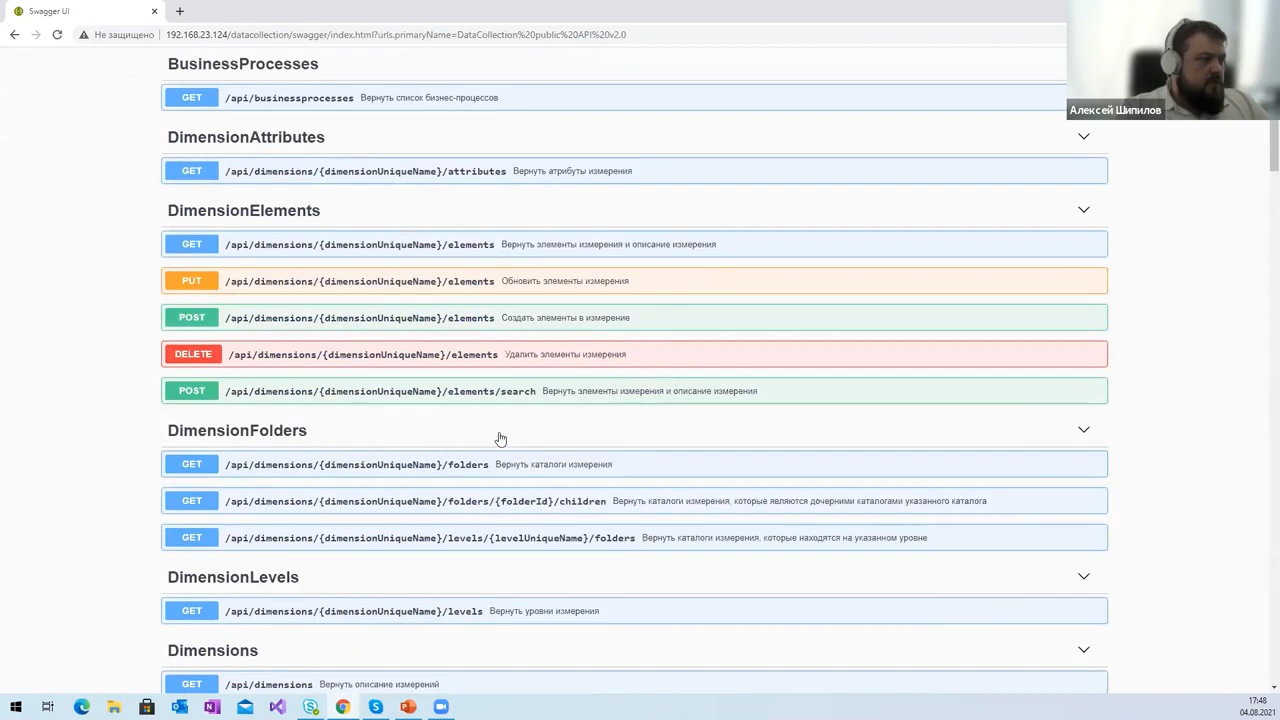 Swagger UI
Не защищено
192.168.23.124/datacollection/swagger/index.html?urls.primaryName=DataCollection%20public%20API%20v2.0
Алексей Шипилов
BusinessProcesses
GET /api/businessprocesses Вернуть список бизнес-процессов
DimensionAttributes
GET /api/dimensions/{dimensionUniqueName}/attributes Вернуть атрибуты измерения
DimensionElements
GET /api/dimensions/{dimensionUniqueName}/elements Вернуть элементы измерения и описание измерения
PUT /api/dimensions/{dimensionUniqueName}/elements Обновить элементы измерения
POST /api/dimensions/{dimensionUniqueName}/elements Создать элементы в измерение
DELETE /api/dimensions/{dimensionUniqueName}/elements Удалить элементы измерения
POST /api/dimensions/{dimensionUniqueName}/elements/search Вернуть элементы измерения и описание измерения
DimensionFolders
GET /api/dimensions/{dimensionUniqueName}/folders Вернуть каталоги измерения
GET /api/dimensions/{dimensionUniqueName}/folders/{folderId}/children Вернуть каталоги измерения, которые являются дочерними каталогами указанного каталога
GET /api/dimensions/{dimensionUniqueName}/levels/{levelUniqueName}/folders Вернуть каталоги измерения, которые находятся на указанном уровне
DimensionLevels
GET /api/dimensions/{dimensionUniqueName}/levels Вернуть уровни измерения
Dimensions
GET /api/dimensions Вернуть описание измерений
17:48
04.08.2021